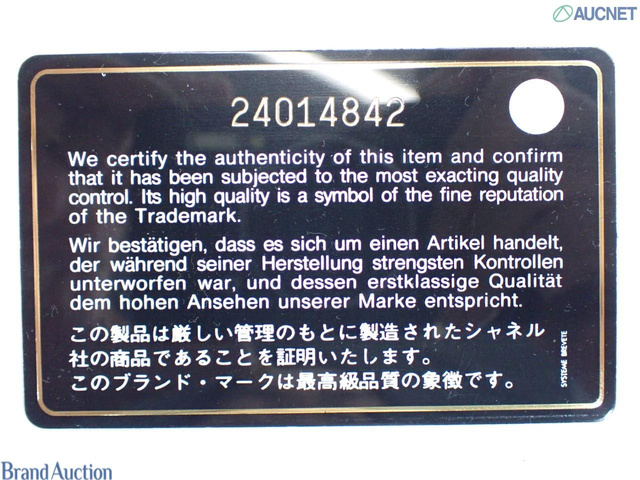 AUCNET
24014842
We certify the authenticity of this item and confirm
that it has been subjected to the most exacting quality
control. Its high quality is a symbol of the fine reputation
of the Trademark.
Wir bestätigen, dass es sich um einen Artikel handelt,
der während seiner Herstellung strengsten Kontrollen
unterworfen war, und dessen erstklassige Qualität
dem hohen Ansehen unserer Marke entspricht.
この製品は厳しい管理のもとに製造されたシャネル
社の商品であることを証明いたします。
このブランド・マークは最高級品質の象徴です。
SYSTEME BREVETE
Brand Auction